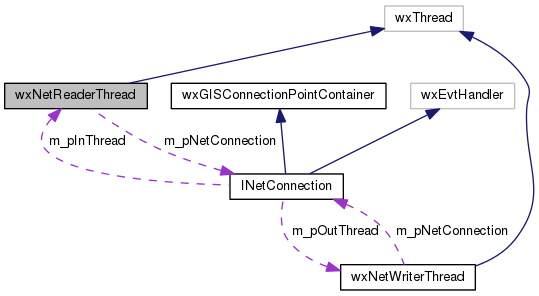 wxThread
wxNetReaderThread
wxGISConnectionPointContainer
wxEvtHandler
m_pInThread
m_pNetConnection
INetConnection
m_pOutThread
m_pNetConnection
wxNetWriterThread